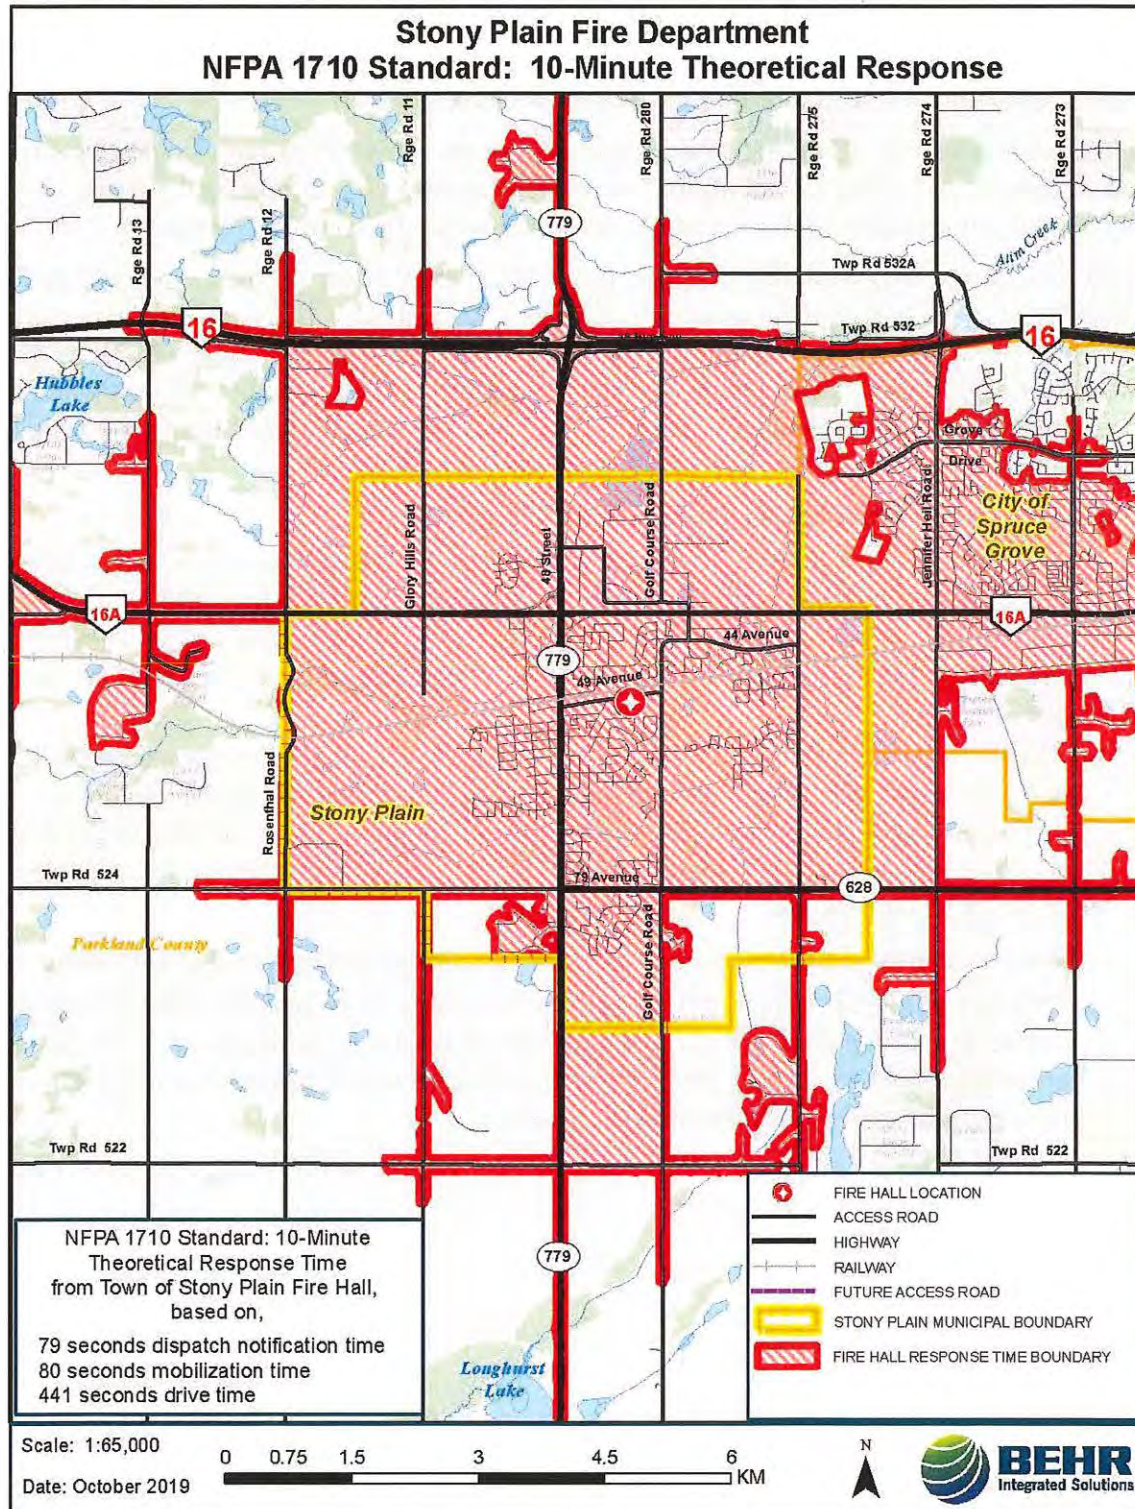 Stony Plain Fire Department
NFPA 1710 Standard: 10-Minute Theoretical Response
Rge Rd 11
Rge Rd 280
Rge Rd 275
Rge Rd 274
Rge Rd 273
Rge Rd 13
Rge Rd 12
779
Atim Creek
Twp Rd 532A
16
Twp Rd 532
16
Hubbles
Lake
Grove
Drive
City of
Spruce
Grove
Glory Hills Road
48 Street
Golf Course Road
Jennifer Heil Road
16A
16A
44 Avenue
779
49 Avenue
Rosenthal Road
Stony Plain
Twp Rd 524
79 Avenue
628
Parkland County
Golf Course Road
Twp Rd 522
Twp Rd 522
779
Longhurst
Lake
FIRE HALL LOCATION
ACCESS ROAD
HIGHWAY
RAILWAY
FUTURE ACCESS ROAD
STONY PLAIN MUNICIPAL BOUNDARY
FIRE HALL RESPONSE TIME BOUNDARY
NFPA 1710 Standard: 10-Minute
Theoretical Response Time
from Town of Stony Plain Fire Hall,
based on,
79 seconds dispatch notification time
80 seconds mobilization time
441 seconds drive time
Scale: 1:65,000
Date: October 2019
0 0.75 1.5 3 4.5 6
KM
N
BEHR
Integrated Solutions